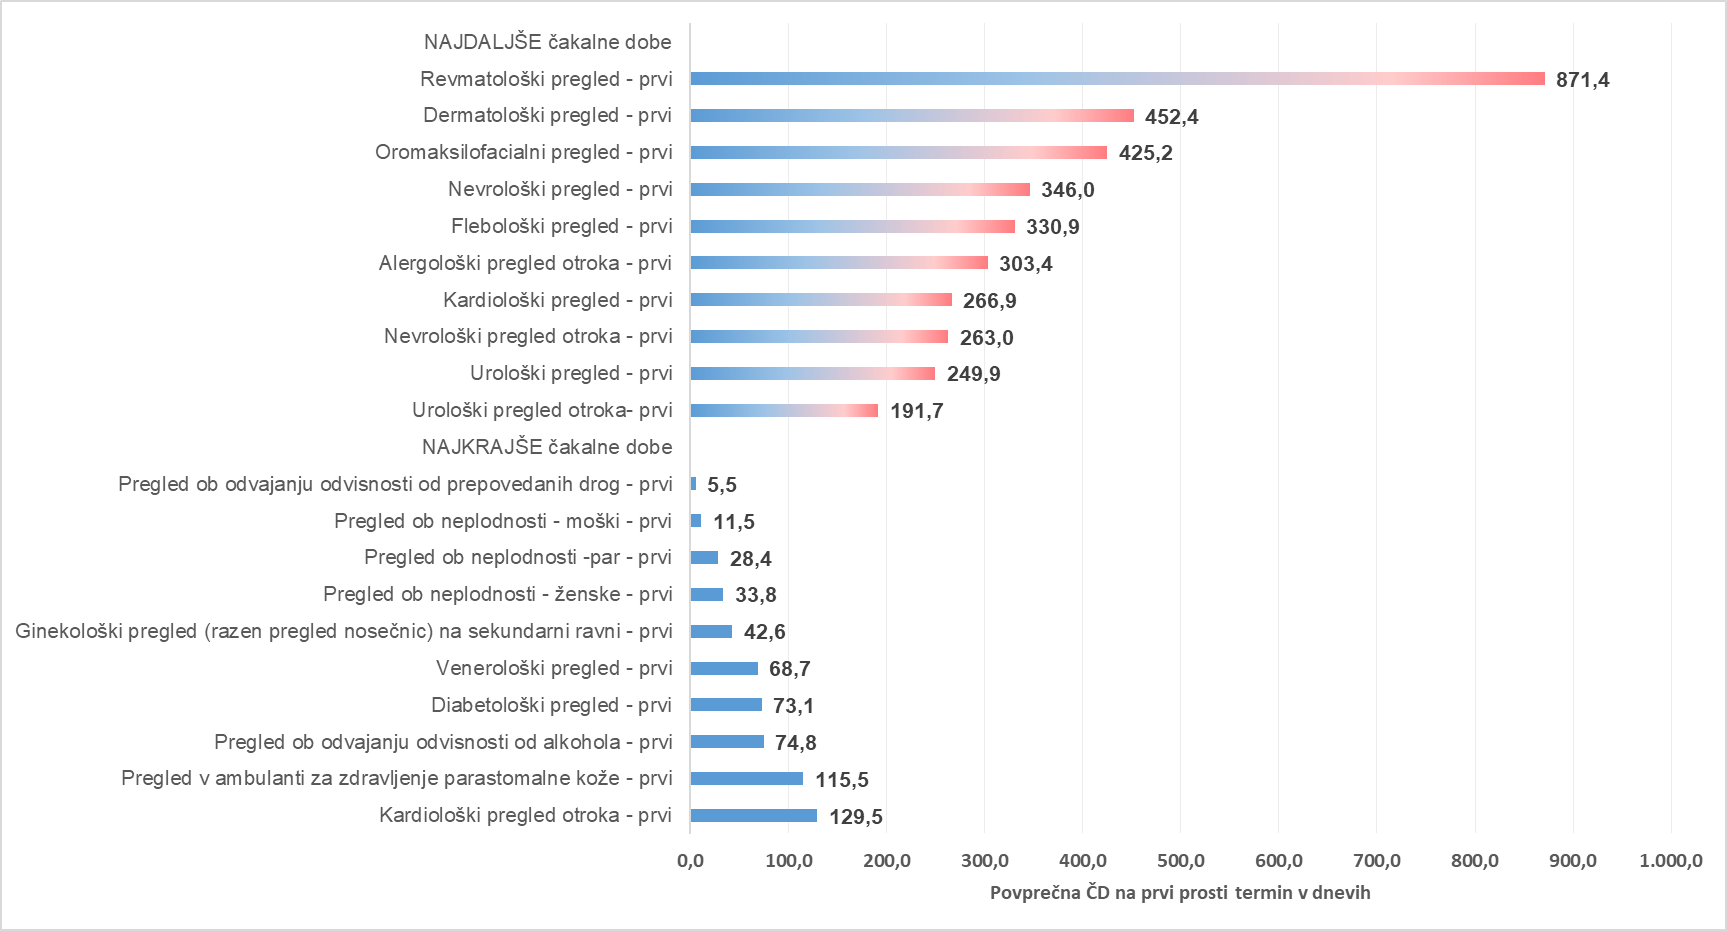 NAJDALJŠE čakalne dobe
Revmatološki pregled - prvi 871,4
Dermatološki pregled - prvi 452,4
Oromaksilofacialni pregled - prvi 425,2
Nevrološki pregled - prvi 346,0
Flebološki pregled - prvi 330,9
Alergološki pregled otroka - prvi 303,4
Kardiološki pregled - prvi 266,9
Nevrološki pregled otroka - prvi 263,0
Urološki pregled - prvi 249,9
Urološki pregled otroka- prvi 191,7
NAJKRAJŠE čakalne dobe
Pregled ob odvajanju odvisnosti od prepovedanih drog - prvi 5,5
Pregled ob neplodnosti - moški - prvi 11,5
Pregled ob neplodnosti -par - prvi 28,4
Pregled ob neplodnosti - ženske - prvi 33,8
Ginekološki pregled (razen pregled nosečnic) na sekundarni ravni - prvi 42,6
Venerološki pregled - prvi 68,7
Diabetološki pregled - prvi 73,1
Pregled ob odvajanju odvisnosti od alkohola - prvi 74,8
Pregled v ambulanti za zdravljenje parastomalne kože - prvi 115,5
Kardiološki pregled otroka - prvi 129,5
0,0 100,0 200,0 300,0 400,0 500,0 600,0 700,0 800,0 900,0 1.000,0
Povprečna ČD na prvi prosti termin v dnevih